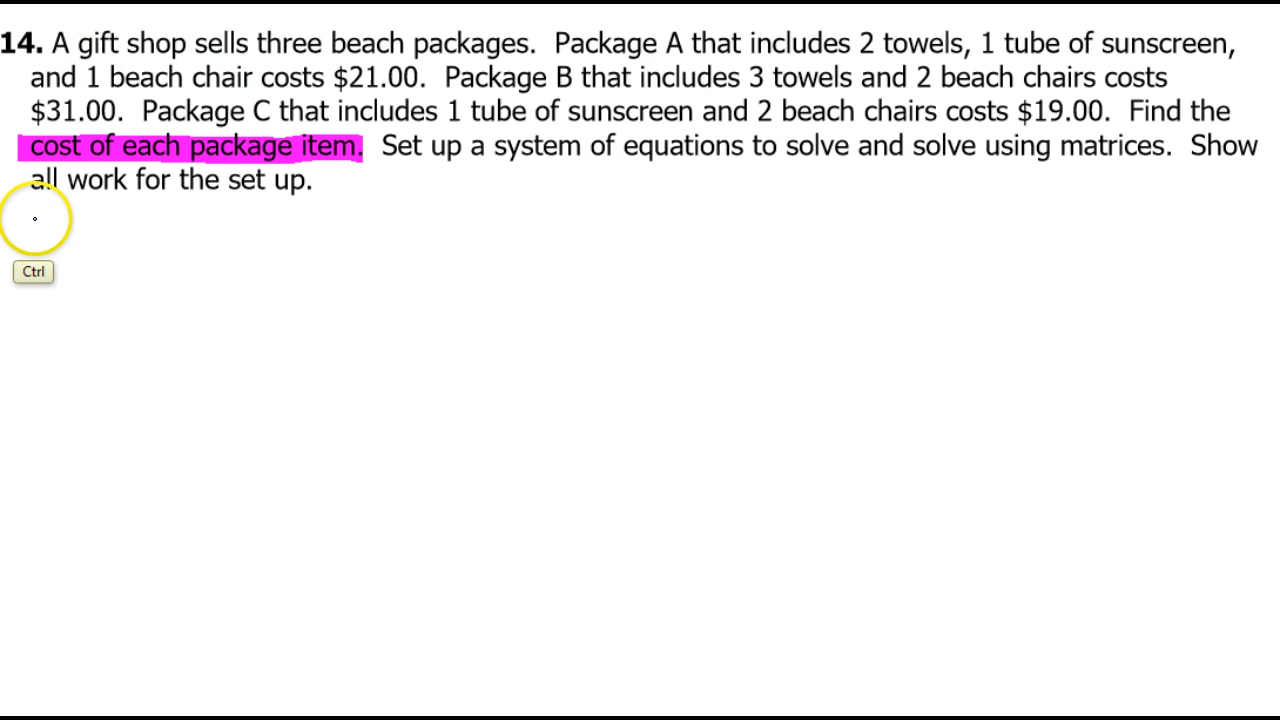 14. A gift shop sells three beach packages. Package A that includes 2 towels, 1 tube of sunscreen,
and 1 beach chair costs $21.00. Package B that includes 3 towels and 2 beach chairs costs
$31.00. Package C that includes 1 tube of sunscreen and 2 beach chairs costs $19.00. Find the
cost of each package item. Set up a system of equations to solve and solve using matrices. Show
all work for the set up.
Ctrl